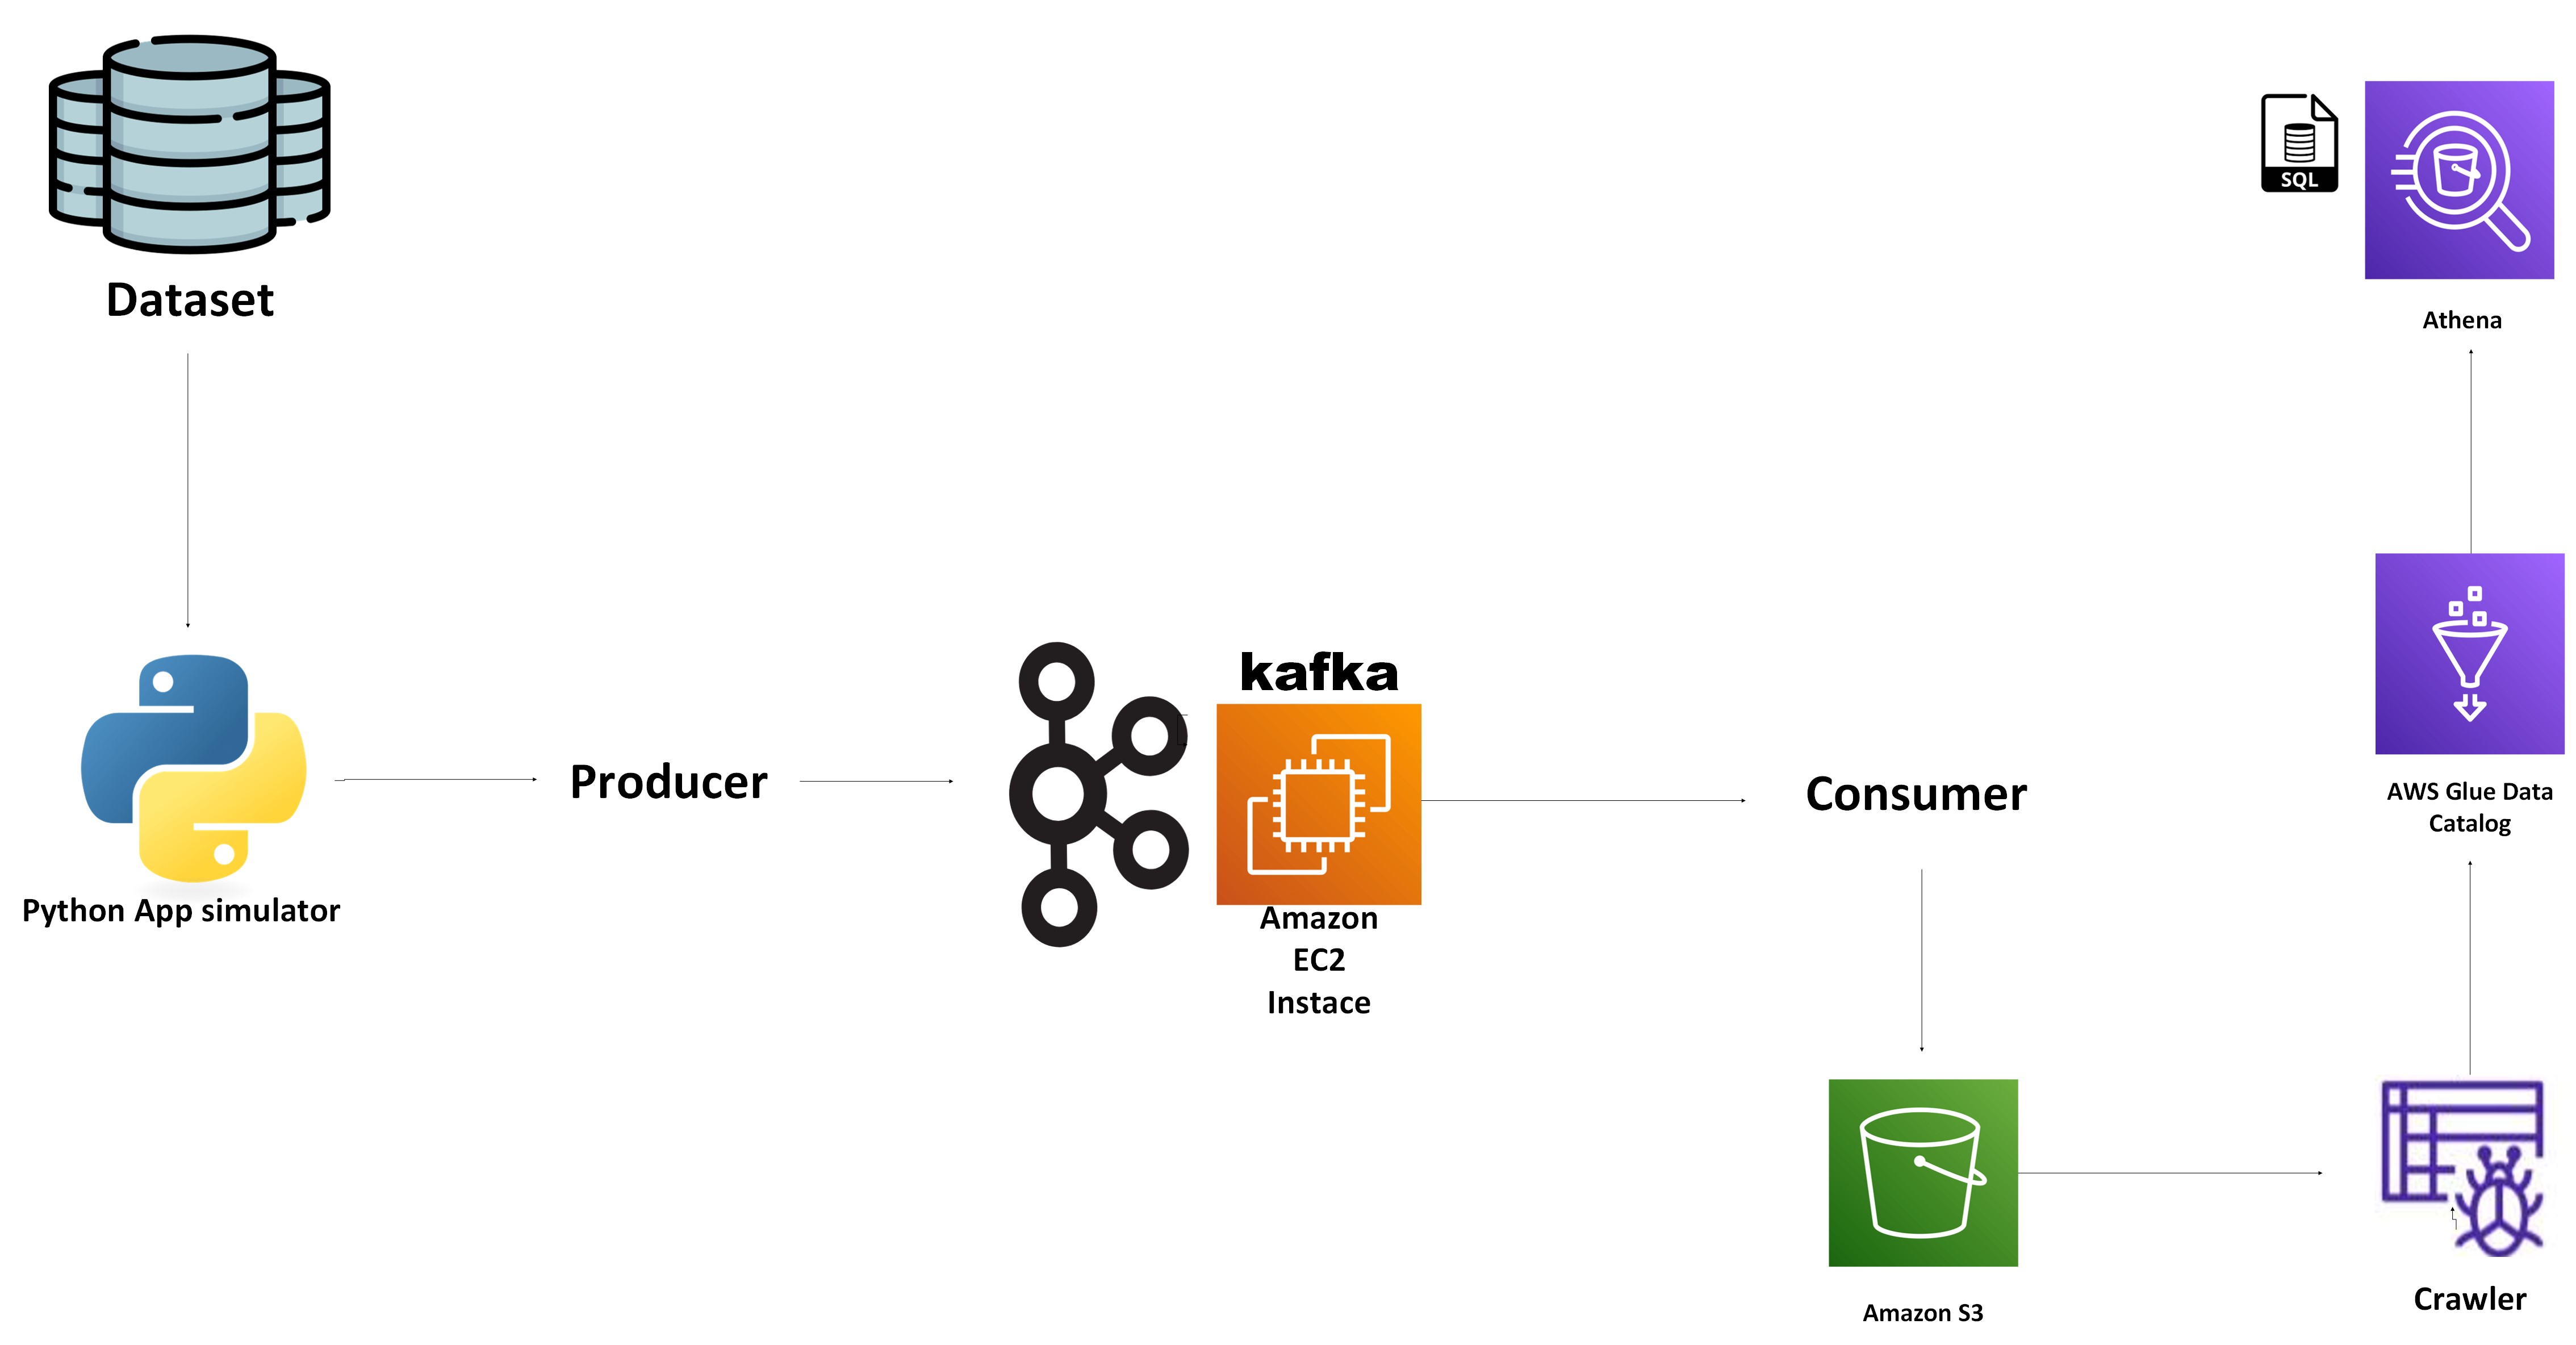 Dataset
SQL
Athena
kafka
Producer
Consumer
AWS Glue Data
Catalog
Python App simulator
Amazon
EC2
Instace
Amazon S3
Crawler